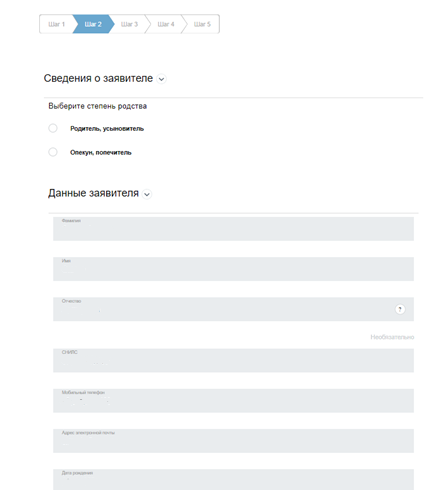 Шаг 1 Шаг 2 Шаг 3 Шаг 4 Шаг 5
Сведения о заявителе
Выберите степень родства
Родитель, усыновитель
Опекун, попечитель
Данные заявителя
Фамилия
Имя
Отчество
?
Необязательно
СНИЛС
Мобильный телефон
Адрес электронной почты
Дата рождения